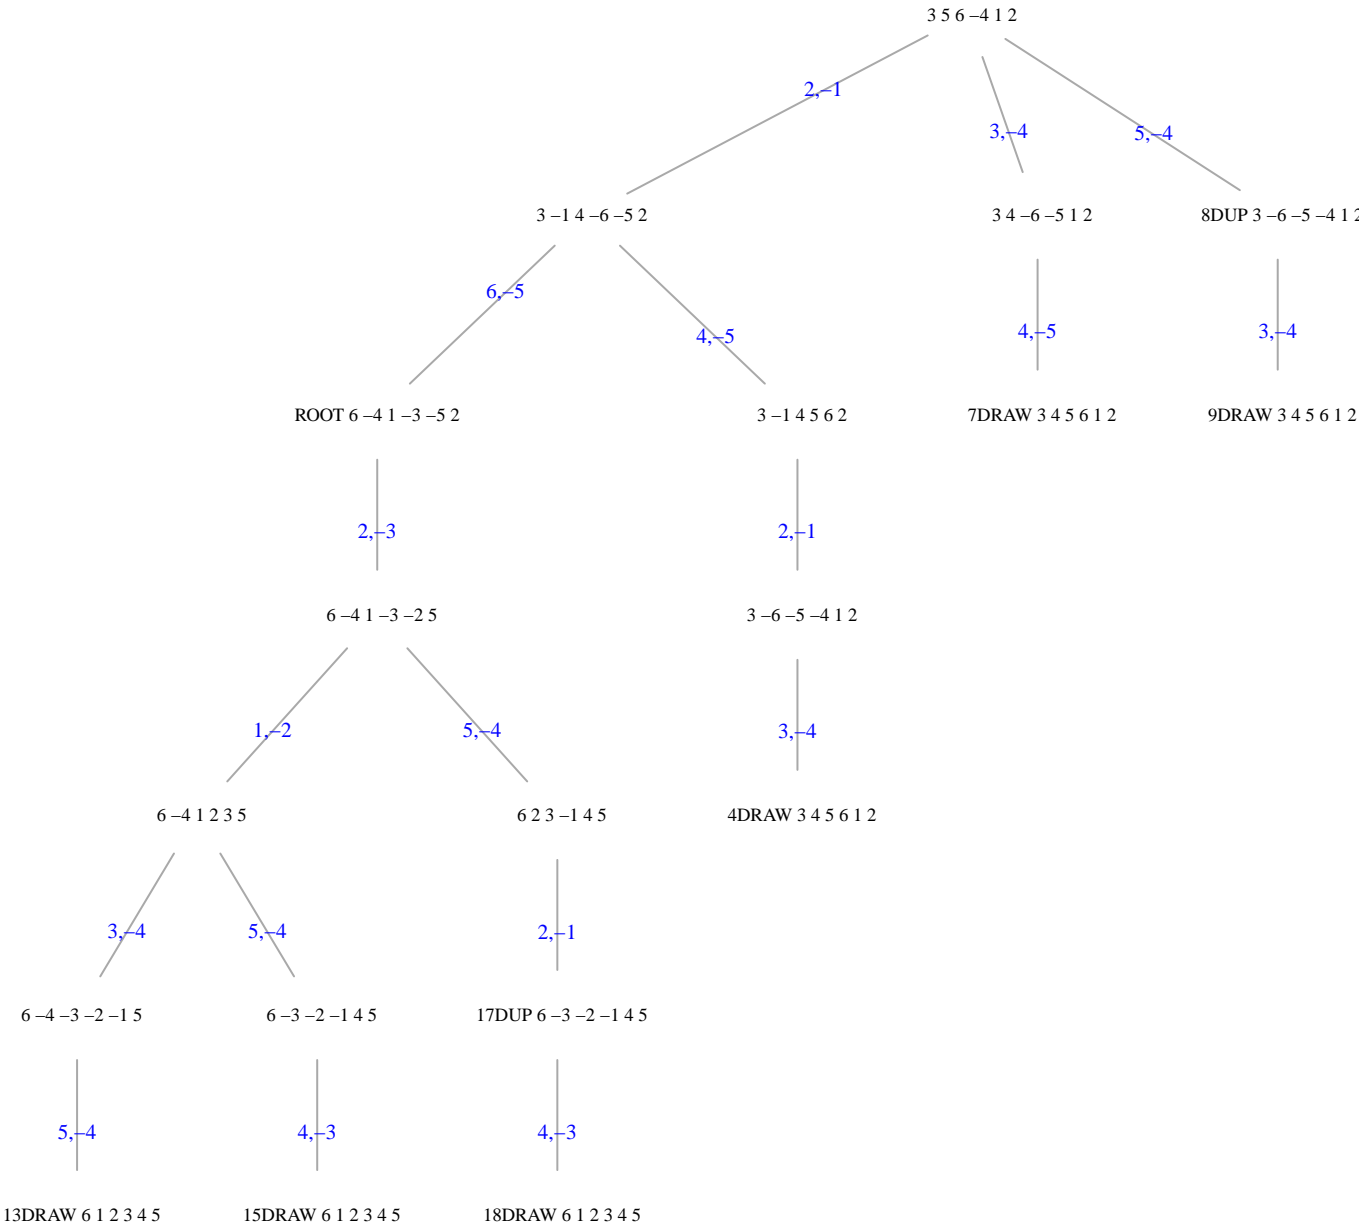 3 5 6 –4 1 2
2,–1
3,–4
5,–4
3 –1 4 –6 –5 2
3 4 –6 –5 1 2
8DUP 3 –6 –5 –4 1 2
6,–5
4,–5
4,–5
3,–4
ROOT 6 –4 1 –3 –5 2
3 –1 4 5 6 2
7DRAW 3 4 5 6 1 2
9DRAW 3 4 5 6 1 2
2,–3
2,–1
6 –4 1 –3 –2 5
3 –6 –5 –4 1 2
1,–2
5,–4
3,–4
6 –4 1 2 3 5
6 2 3 –1 4 5
4DRAW 3 4 5 6 1 2
3,–4
5,–4
2,–1
6 –4 –3 –2 –1 5
6 –3 –2 –1 4 5
17DUP 6 –3 –2 –1 4 5
5,–4
4,–3
4,–3
13DRAW 6 1 2 3 4 5
15DRAW 6 1 2 3 4 5
18DRAW 6 1 2 3 4 5